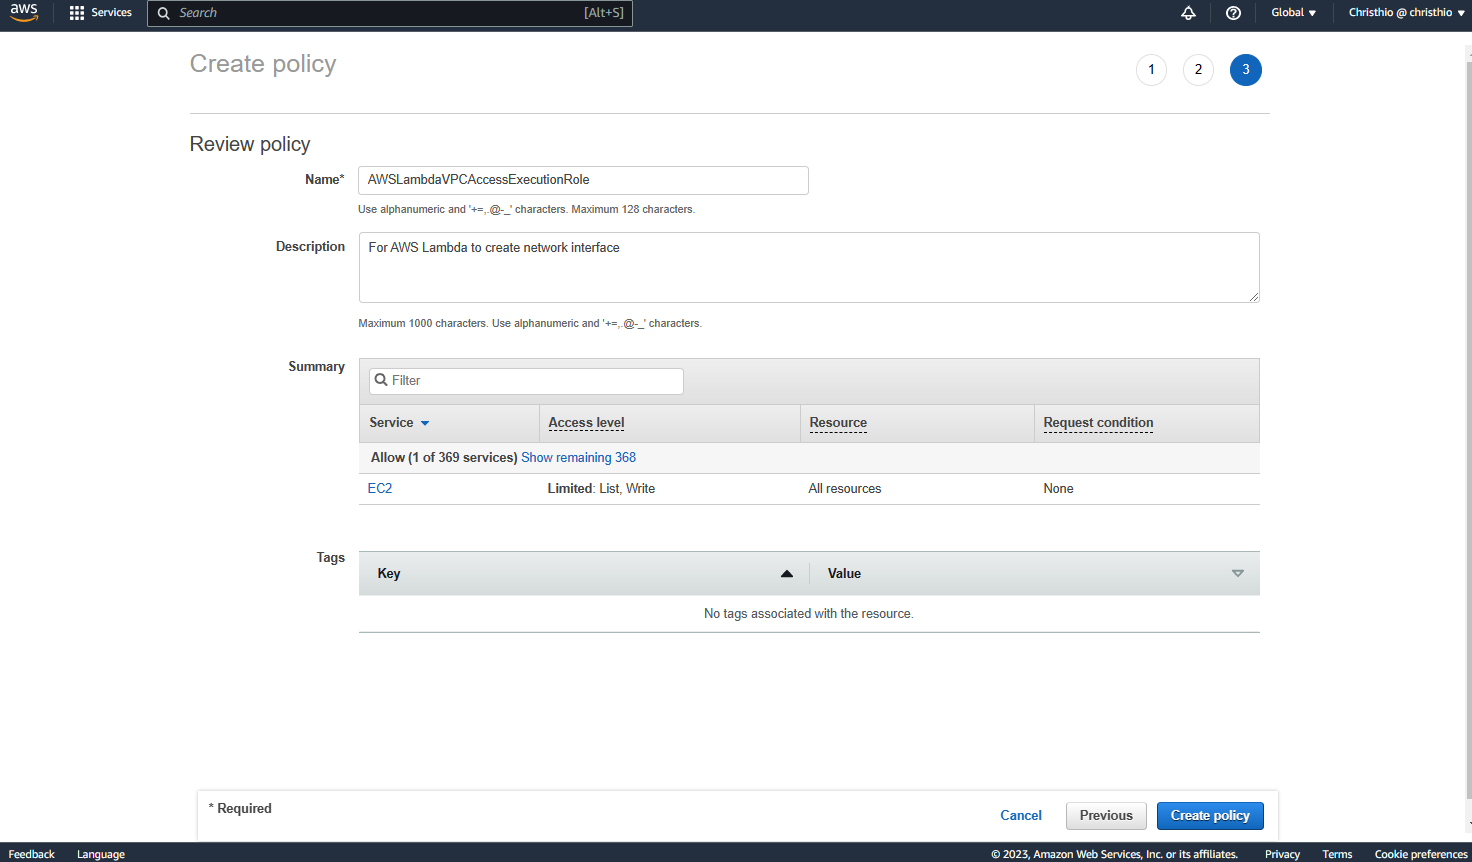 aws Services Search [Alt+S] Global Christhio @ christhio
Create policy 1 2 3
Review policy
Name* AWSLambdaVPCAccessExecutionRole
Use alphanumeric and '+=,.@-_' characters. Maximum 128 characters.
Description For AWS Lambda to create network interface
Maximum 1000 characters. Use alphanumeric and '+=,.@-_' characters.
Summary Filter
Service Access level Resource Request condition
Allow (1 of 369 services) Show remaining 368
EC2 Limited: List, Write All resources None
Tags Key Value
No tags associated with the resource.
* Required Cancel Previous Create policy
Feedback Language © 2023, Amazon Web Services, Inc. or its affiliates. Privacy Terms Cookie preferences